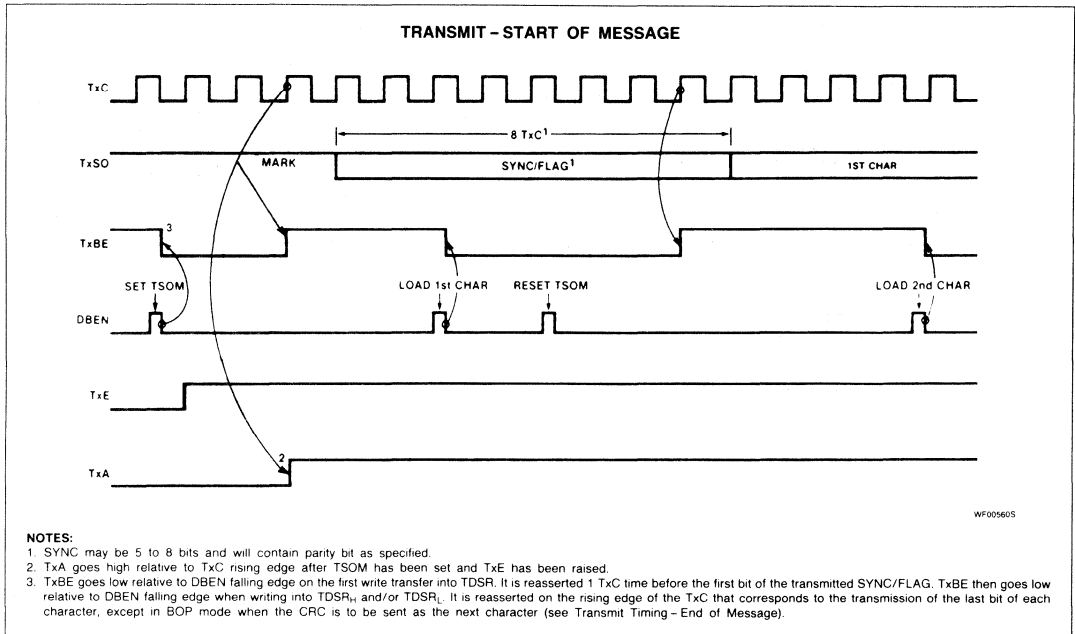 TRANSMIT – START OF MESSAGE
TxC
8 TxC1
TxSO
MARK
SYNC/FLAG1
1ST CHAR
TxBE
3
SET TSOM
LOAD 1st CHAR
RESET TSOM
LOAD 2nd CHAR
DBEN
TxE
2
TxA
WF00560S
NOTES:
1. SYNC may be 5 to 8 bits and will contain parity bit as specified.
2. TxA goes high relative to TxC rising edge after TSOM has been set and TxE has been raised.
3. TxBE goes low relative to DBEN falling edge on the first write transfer into TDSR. It is reasserted 1 TxC time before the first bit of the transmitted SYNC/FLAG. TxBE then goes low
relative to DBEN falling edge when writing into TDSRH and/or TDSRL. It is reasserted on the rising edge of the TxC that corresponds to the transmission of the last bit of each
character, except in BOP mode when the CRC is to be sent as the next character (see Transmit Timing – End of Message).